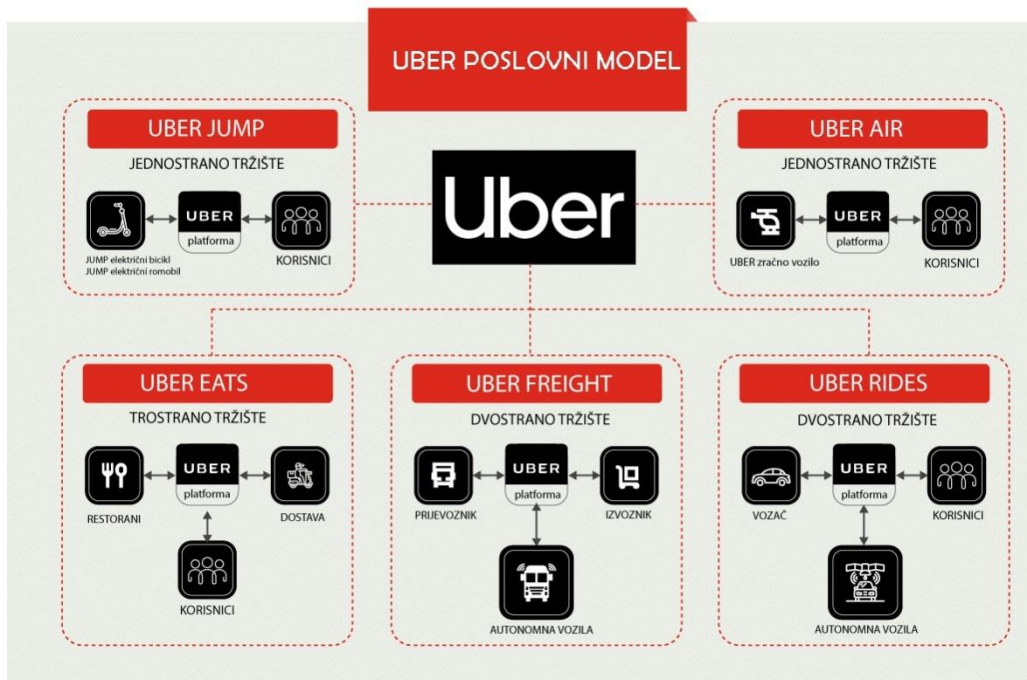 UBER POSLOVNI MODEL
UBER JUMP
JEDNOSTRANO TRŽIŠTE
UBER
platforma
JUMP električni bicikl
JUMP električni romobil
KORISNICI
Uber
UBER AIR
JEDNOSTRANO TRŽIŠTE
UBER
platforma
UBER zračno vozilo
KORISNICI
UBER EATS
TROSTRANO TRŽIŠTE
UBER
platforma
RESTORANI
DOSTAVA
KORISNICI
UBER FREIGHT
DVOSTRANO TRŽIŠTE
UBER
platforma
PRIJEVOZNIK
IZVOZNIK
AUTONOMNA VOZILA
UBER RIDES
DVOSTRANO TRŽIŠTE
UBER
platforma
VOZAČ
KORISNICI
AUTONOMNA VOZILA